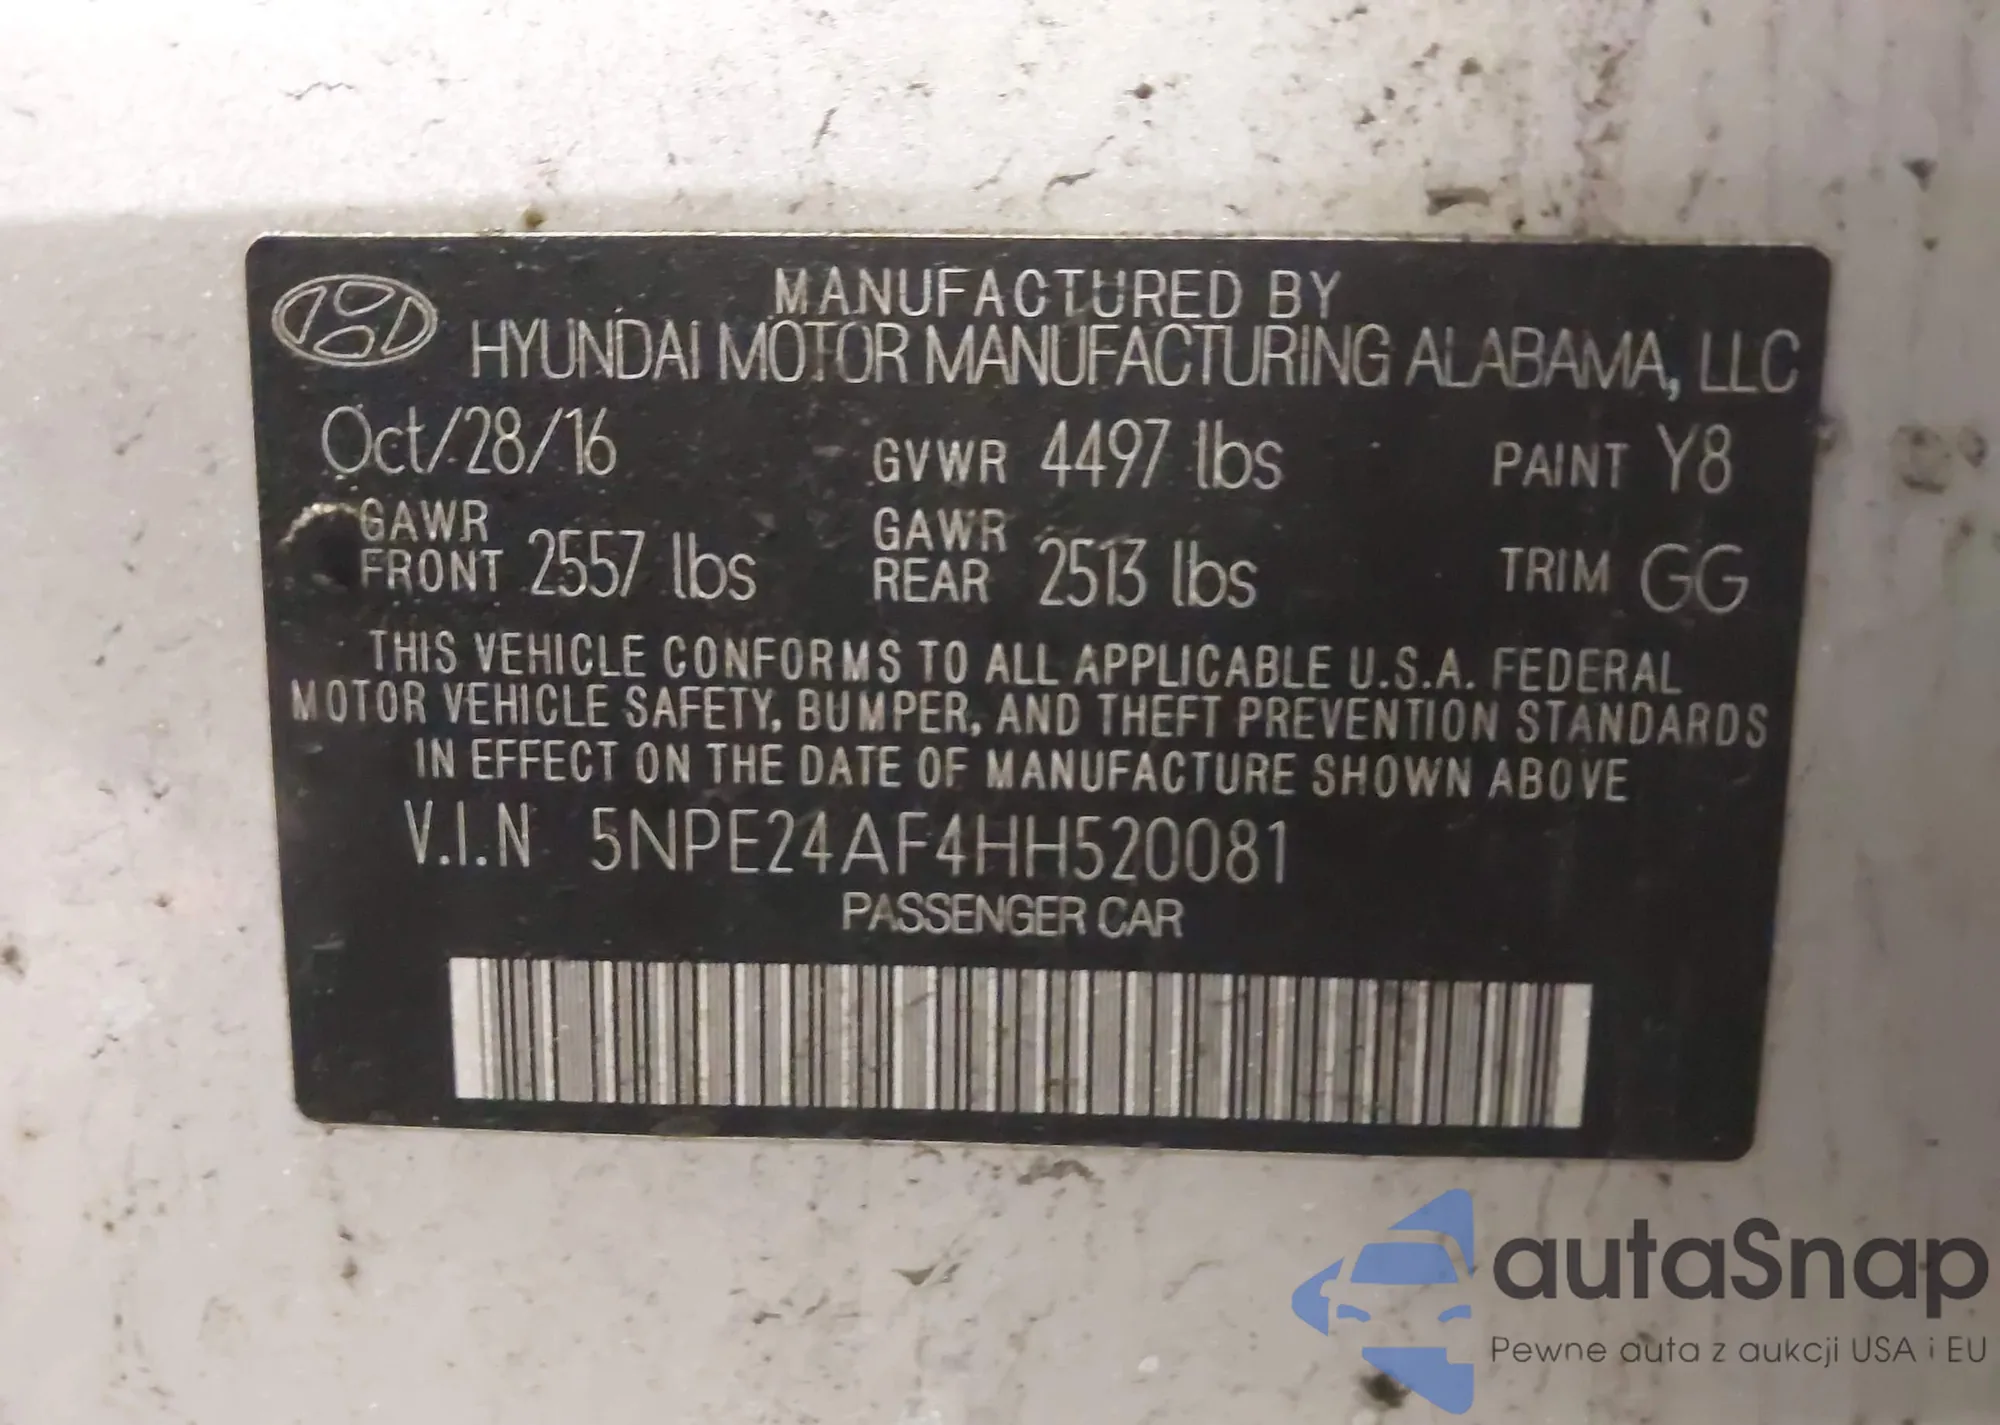 MANUFACTURED BY
HYUNDAI MOTOR MANUFACTURING ALABAMA, LLC
Oct/28/16 GVWR 4497 lbs PAINT Y8
GAWR FRONT 2557 lbs GAWR REAR 2513 lbs TRIM GG
THIS VEHICLE CONFORMS TO ALL APPLICABLE U.S.A. FEDERAL
MOTOR VEHICLE SAFETY, BUMPER, AND THEFT PREVENTION STANDARDS
IN EFFECT ON THE DATE OF MANUFACTURE SHOWN ABOVE
V.I.N 5NPE24AF4HH520081
PASSENGER CAR
autaSnap
Pewne auta z aukcji USA i EU